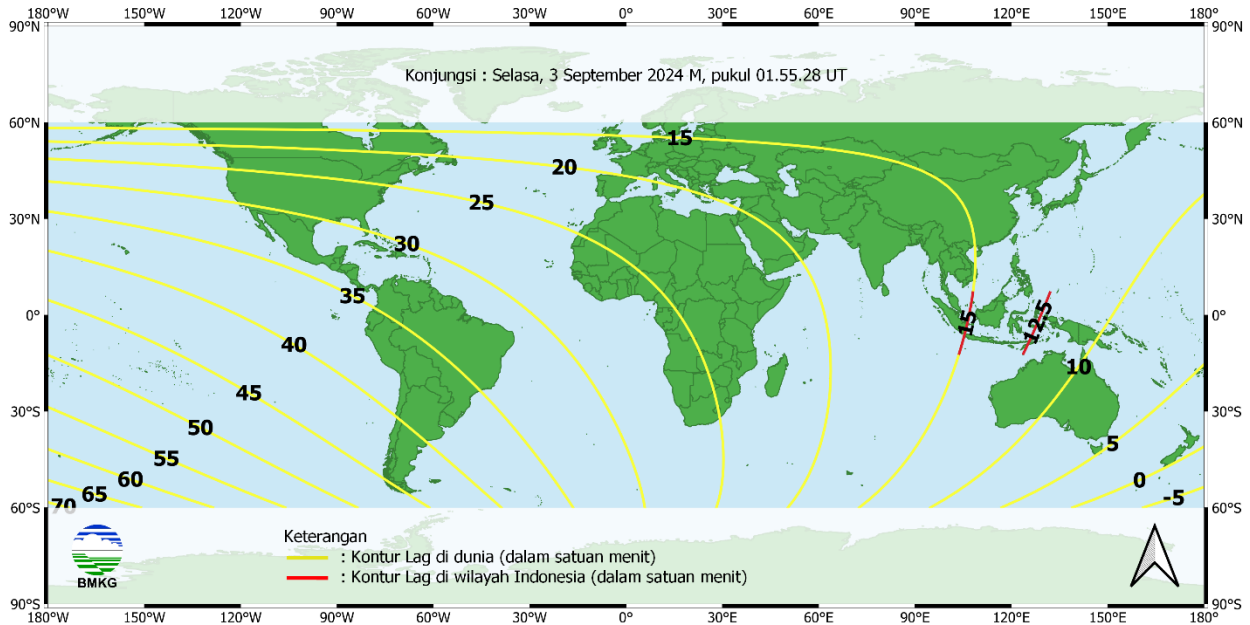 180°W 150°W 120°W 90°W 60°W 30°W 0° 30°E 60°E 90°E 120°E 150°E 180°
90°N 90°N
Konjungsi : Selasa, 3 September 2024 M, pukul 01.55.28 UT
60°N 60°N
15
20
25
30°N 30°N
30
35
0° 0°
15 12.5
40
10
45
30°S 30°S
50
5
55
60 0
65 -5
70
60°S 60°S
Keterangan
: Kontur Lag di dunia (dalam satuan menit)
: Kontur Lag di wilayah Indonesia (dalam satuan menit)
BMKG
90°S 90°S
180°W 150°W 120°W 90°W 60°W 30°W 0° 30°E 60°E 90°E 120°E 150°E 180°